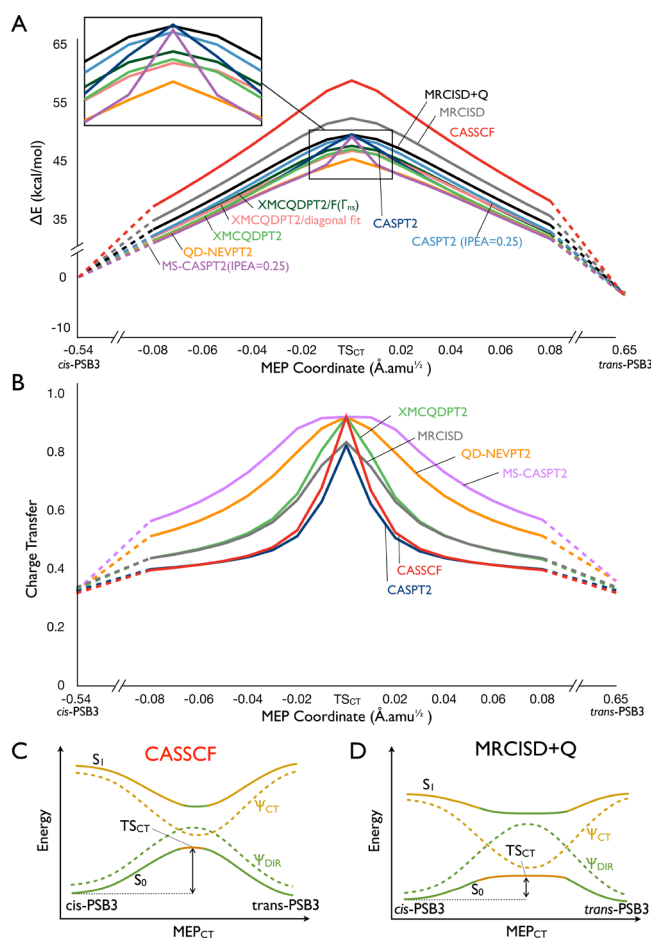 A
65
55
45
35
0
-10
ΔE (kcal/mol)
MRCISD+Q
MRCISD
CASSCF
XMCQDPT2/F(Γns)
XMCQDPT2/diagonal fit
XMCQDPT2
QD-NEVPT2
MS-CASPT2(IPEA=0.25)
CASPT2
CASPT2 (IPEA=0.25)
-0.54 -0.08 -0.06 -0.04 -0.02 TSCT 0.02 0.04 0.06 0.08 0.65
cis-PSB3 MEP Coordinate (Å.amu½ ) trans-PSB3
B
1.0
0.8
0.6
0.4
0.2
0
Charge Transfer
XMCQDPT2
MRCISD
QD-NEVPT2
MS-CASPT2
CASSCF
CASPT2
-0.54 -0.08 -0.06 -0.04 -0.02 TSCT 0.02 0.04 0.06 0.08 0.65
cis-PSB3 MEP Coordinate (Å.amu½ ) trans-PSB3
C
CASSCF
S1
ΨCT
TSCT
ΨDIR
S0
Energy
cis-PSB3 trans-PSB3
MEPCT
D
MRCISD+Q
S1
ΨCT
TSCT
ΨDIR
S0
Energy
cis-PSB3 trans-PSB3
MEPCT